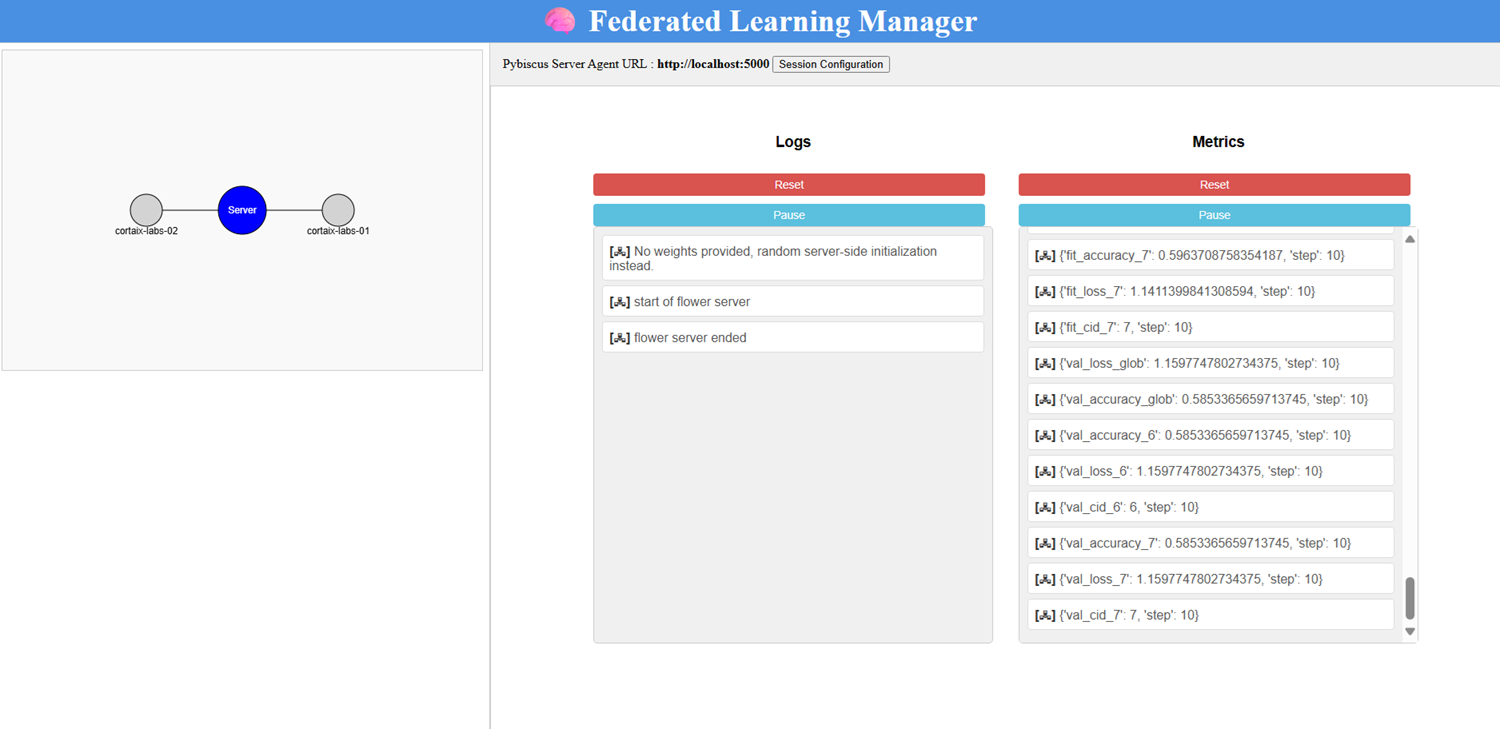 Federated Learning Manager
Pybiscus Server Agent URL : http://localhost:5000 Session Configuration
cortaix-labs-02
Server
cortaix-labs-01
Logs
Reset
Pause
[🖧] No weights provided, random server-side initialization
instead.
[🖧] start of flower server
[🖧] flower server ended
Metrics
Reset
Pause
[🖧] {'fit_accuracy_7': 0.5963708758354187, 'step': 10}
[🖧] {'fit_loss_7': 1.1411399841308594, 'step': 10}
[🖧] {'fit_cid_7': 7, 'step': 10}
[🖧] {'val_loss_glob': 1.1597747802734375, 'step': 10}
[🖧] {'val_accuracy_glob': 0.5853365659713745, 'step': 10}
[🖧] {'val_accuracy_6': 0.5853365659713745, 'step': 10}
[🖧] {'val_loss_6': 1.1597747802734375, 'step': 10}
[🖧] {'val_cid_6': 6, 'step': 10}
[🖧] {'val_accuracy_7': 0.5853365659713745, 'step': 10}
[🖧] {'val_loss_7': 1.1597747802734375, 'step': 10}
[🖧] {'val_cid_7': 7, 'step': 10}